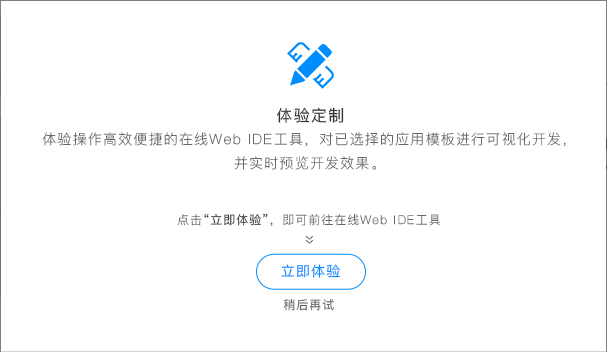 体验定制
体验操作高效便捷的在线Web IDE工具，对已选择的应用模板进行可视化开发，
并实时预览开发效果。
点击“立即体验”，即可前往在线Web IDE工具
立即体验
稍后再试